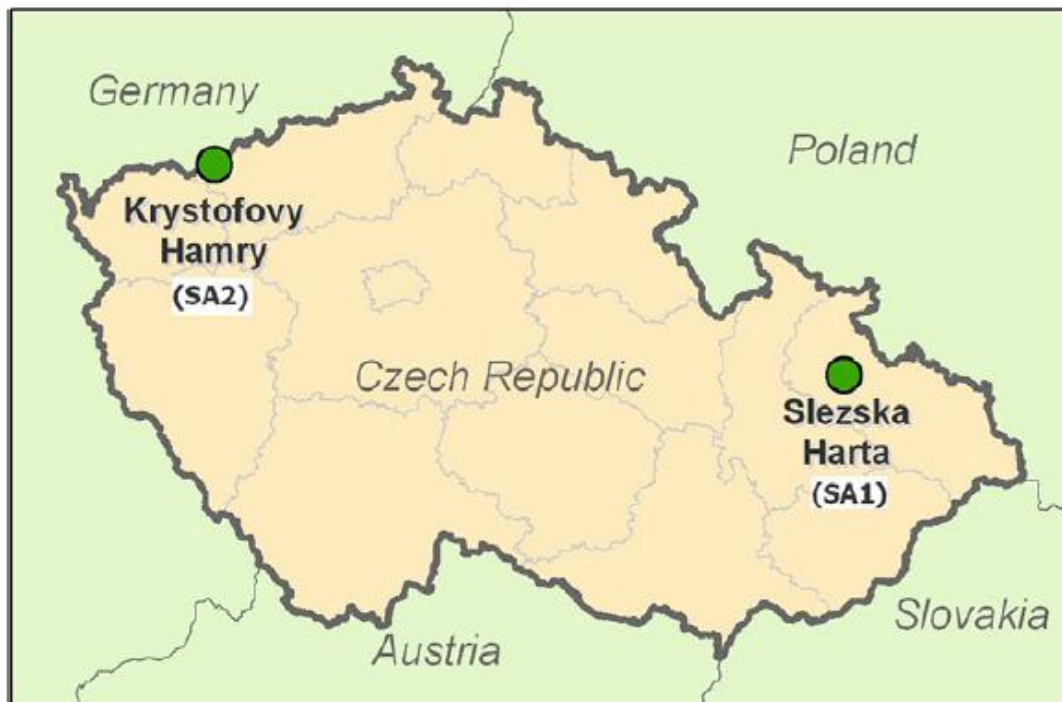 Germany
Poland
Krystofovy
Hamry
(SA2)
Czech Republic
Slezska
Harta
(SA1)
Slovakia
Austria